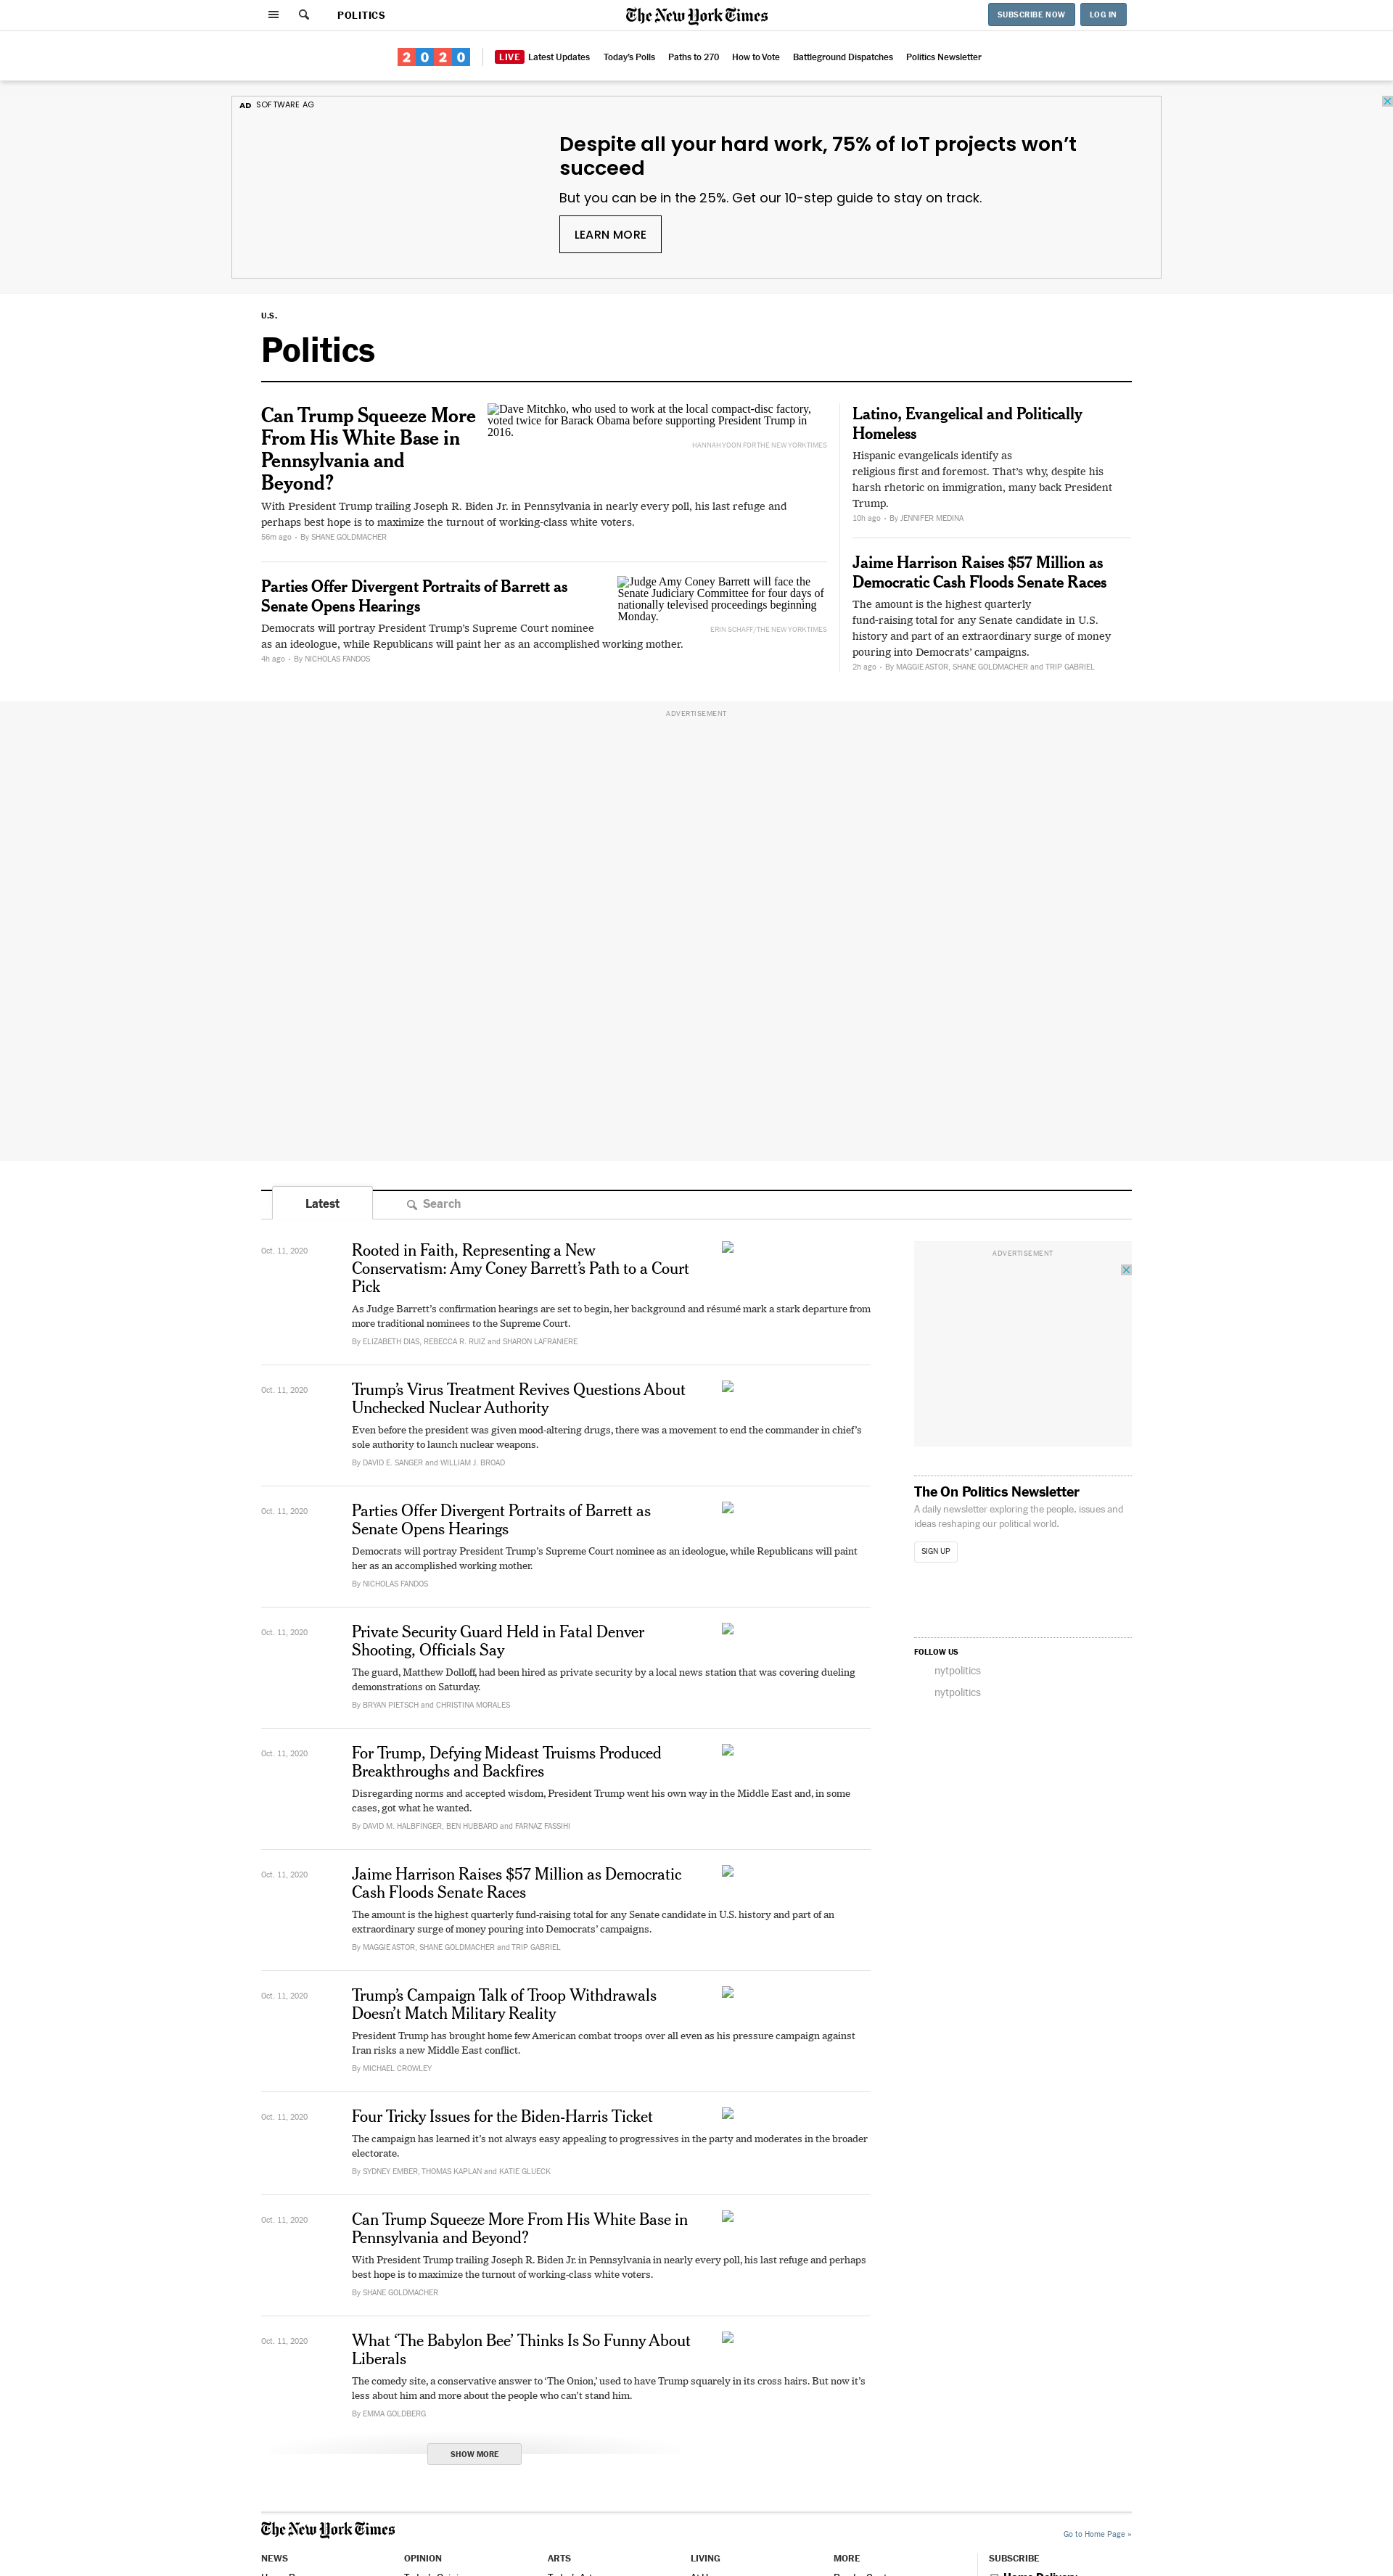 POLITICS
The New York Times
SUBSCRIBE NOW
LOG IN
2020
LIVE Latest Updates
Today's Polls
Paths to 270
How to Vote
Battleground Dispatches
Politics Newsletter
AD SOFTWARE AG
Despite all your hard work, 75% of IoT projects won't
succeed
But you can be in the 25%. Get our 10-step guide to stay on track.
LEARN MORE
U.S.
Politics
Can Trump Squeeze More
From His White Base in
Pennsylvania and
Beyond?
Dave Mitchko, who used to work at the local compact-disc factory,
voted twice for Barack Obama before supporting President Trump in
2016.
HANNAH YOON FOR THE NEW YORK TIMES
With President Trump trailing Joseph R. Biden Jr. in Pennsylvania in nearly every poll, his last refuge and
perhaps best hope is to maximize the turnout of working-class white voters.
56m ago • By SHANE GOLDMACHER
Parties Offer Divergent Portraits of Barrett as
Senate Opens Hearings
Judge Amy Coney Barrett will face the
Senate Judiciary Committee for four days of
nationally televised proceedings beginning
Monday.
ERIN SCHAFF/THE NEW YORK TIMES
Democrats will portray President Trump's Supreme Court nominee
as an ideologue, while Republicans will paint her as an accomplished working mother.
4h ago • By NICHOLAS FANDOS
Latino, Evangelical and Politically
Homeless
Hispanic evangelicals identify as
religious first and foremost. That's why, despite his
harsh rhetoric on immigration, many back President
Trump.
10h ago • By JENNIFER MEDINA
Jaime Harrison Raises $57 Million as
Democratic Cash Floods Senate Races
The amount is the highest quarterly
fund-raising total for any Senate candidate in U.S.
history and part of an extraordinary surge of money
pouring into Democrats' campaigns.
2h ago • By MAGGIE ASTOR, SHANE GOLDMACHER and TRIP GABRIEL
ADVERTISEMENT
Latest
Search
Oct. 11, 2020
Rooted in Faith, Representing a New
Conservatism: Amy Coney Barrett's Path to a Court
Pick
As Judge Barrett's confirmation hearings are set to begin, her background and résumé mark a stark departure from
more traditional nominees to the Supreme Court.
By ELIZABETH DIAS, REBECCA R. RUIZ and SHARON LAFRANIERE
Oct. 11, 2020
Trump's Virus Treatment Revives Questions About
Unchecked Nuclear Authority
Even before the president was given mood-altering drugs, there was a movement to end the commander in chief's
sole authority to launch nuclear weapons.
By DAVID E. SANGER and WILLIAM J. BROAD
Oct. 11, 2020
Parties Offer Divergent Portraits of Barrett as
Senate Opens Hearings
Democrats will portray President Trump's Supreme Court nominee as an ideologue, while Republicans will paint
her as an accomplished working mother.
By NICHOLAS FANDOS
Oct. 11, 2020
Private Security Guard Held in Fatal Denver
Shooting, Officials Say
The guard, Matthew Dolloff, had been hired as private security by a local news station that was covering dueling
demonstrations on Saturday.
By BRYAN PIETSCH and CHRISTINA MORALES
Oct. 11, 2020
For Trump, Defying Mideast Truisms Produced
Breakthroughs and Backfires
Disregarding norms and accepted wisdom, President Trump went his own way in the Middle East and, in some
cases, got what he wanted.
By DAVID M. HALBFINGER, BEN HUBBARD and FARNAZ FASSIHI
Oct. 11, 2020
Jaime Harrison Raises $57 Million as Democratic
Cash Floods Senate Races
The amount is the highest quarterly fund-raising total for any Senate candidate in U.S. history and part of an
extraordinary surge of money pouring into Democrats' campaigns.
By MAGGIE ASTOR, SHANE GOLDMACHER and TRIP GABRIEL
Oct. 11, 2020
Trump's Campaign Talk of Troop Withdrawals
Doesn't Match Military Reality
President Trump has brought home few American combat troops over all even as his pressure campaign against
Iran risks a new Middle East conflict.
By MICHAEL CROWLEY
Oct. 11, 2020
Four Tricky Issues for the Biden-Harris Ticket
The campaign has learned it's not always easy appealing to progressives in the party and moderates in the broader
electorate.
By SYDNEY EMBER, THOMAS KAPLAN and KATIE GLUECK
Oct. 11, 2020
Can Trump Squeeze More From His White Base in
Pennsylvania and Beyond?
With President Trump trailing Joseph R. Biden Jr. in Pennsylvania in nearly every poll, his last refuge and perhaps
best hope is to maximize the turnout of working-class white voters.
By SHANE GOLDMACHER
Oct. 11, 2020
What 'The Babylon Bee' Thinks Is So Funny About
Liberals
The comedy site, a conservative answer to 'The Onion,' used to have Trump squarely in its cross hairs. But now it's
less about him and more about the people who can't stand him.
By EMMA GOLDBERG
SHOW MORE
ADVERTISEMENT
The On Politics Newsletter
A daily newsletter exploring the people, issues and
ideas reshaping our political world.
SIGN UP
FOLLOW US
nytpolitics
nytpolitics
The New York Times
Go to Home Page »
NEWS
OPINION
ARTS
LIVING
MORE
SUBSCRIBE